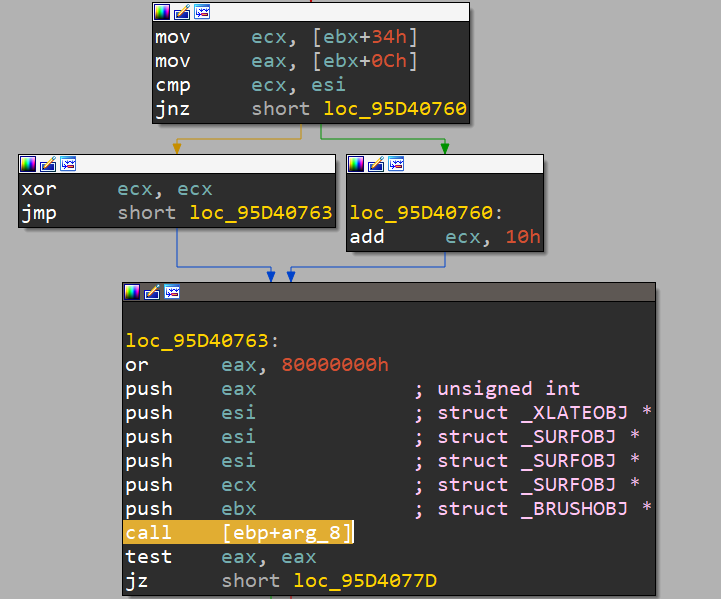 mov ecx, [ebx+34h]
mov eax, [ebx+0Ch]
cmp ecx, esi
jnz short loc_95D40760
xor ecx, ecx
jmp short loc_95D40763
loc_95D40760:
add ecx, 10h
loc_95D40763:
or eax, 80000000h
push eax ; unsigned int
push esi ; struct _XLATEOBJ *
push esi ; struct _SURFOBJ *
push esi ; struct _SURFOBJ *
push ecx ; struct _SURFOBJ *
push ebx ; struct _BRUSHOBJ *
call [ebp+arg_8]
test eax, eax
jz short loc_95D4077D